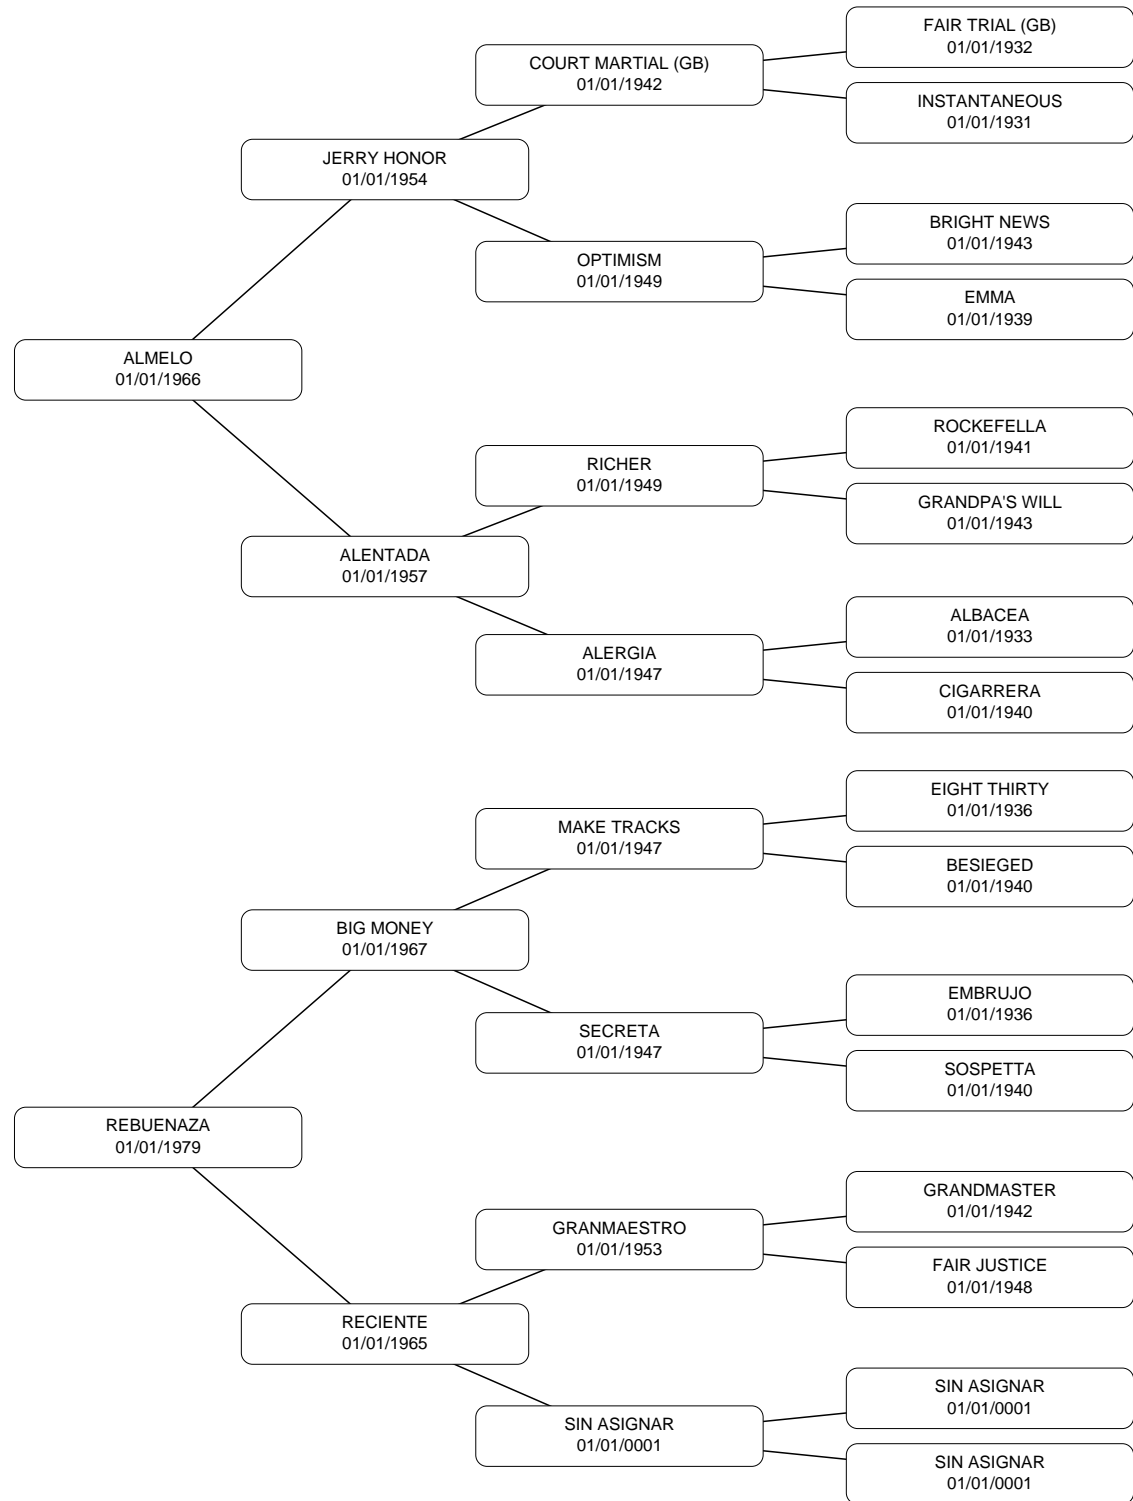 FAIR TRIAL (GB)
01/01/1932
COURT MARTIAL (GB)
01/01/1942
INSTANTANEOUS
01/01/1931
JERRY HONOR
01/01/1954
BRIGHT NEWS
01/01/1943
OPTIMISM
01/01/1949
EMMA
01/01/1939
ALMELO
01/01/1966
ROCKEFELLA
01/01/1941
RICHER
01/01/1949
GRANDPA'S WILL
01/01/1943
ALENTADA
01/01/1957
ALBACEA
01/01/1933
ALERGIA
01/01/1947
CIGARRERA
01/01/1940
EIGHT THIRTY
01/01/1936
MAKE TRACKS
01/01/1947
BESIEGED
01/01/1940
BIG MONEY
01/01/1967
EMBRUJO
01/01/1936
SECRETA
01/01/1947
SOSPETTA
01/01/1940
REBUENAZA
01/01/1979
GRANDMASTER
01/01/1942
GRANMAESTRO
01/01/1953
FAIR JUSTICE
01/01/1948
RECIENTE
01/01/1965
SIN ASIGNAR
01/01/0001
SIN ASIGNAR
01/01/0001
SIN ASIGNAR
01/01/0001